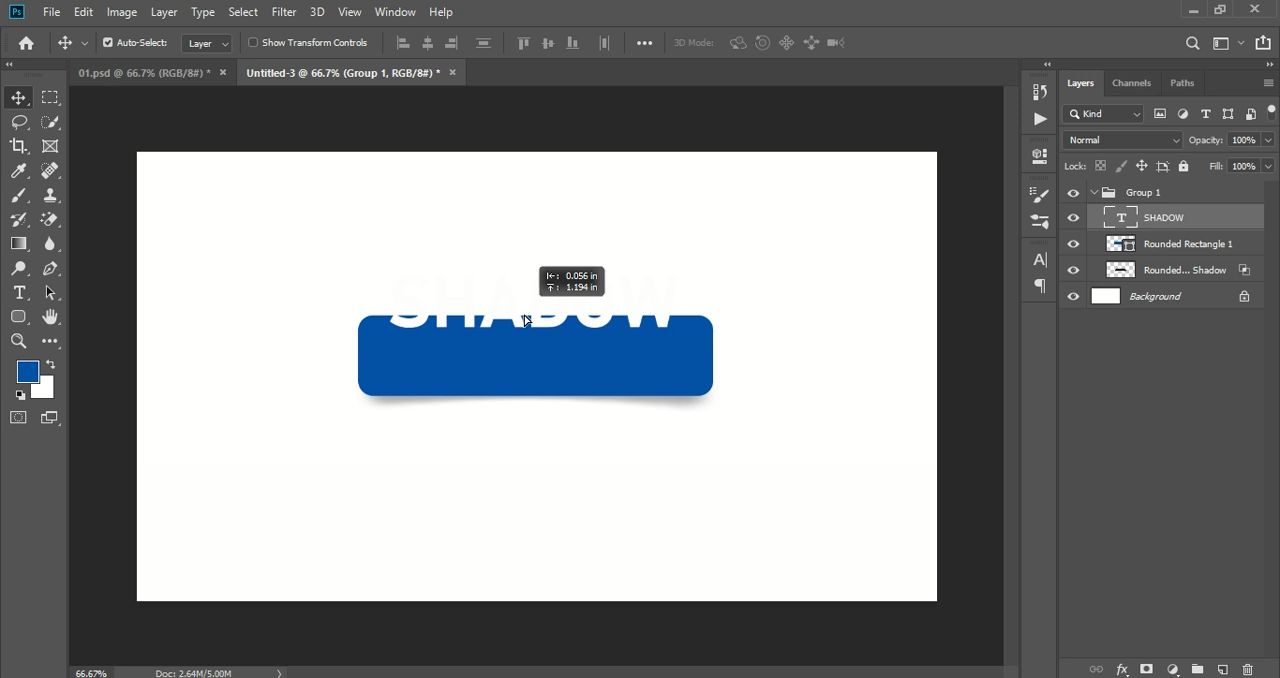 Ps File Edit Image Layer Type Select Filter 3D View Window Help
Auto-Select: Layer Show Transform Controls 3D Mode:
01.psd @ 66.7% (RGB/8#) * × Untitled-3 @ 66.7% (Group 1, RGB/8#) * ×
Layers Channels Paths
Kind
Normal Opacity: 100%
Lock: Fill: 100%
Group 1
T SHADOW
Rounded Rectangle 1
Rounded... Shadow
Background
0.056 in
1.194 in
SHADOW
66.67% Doc: 2.64M/5.00M